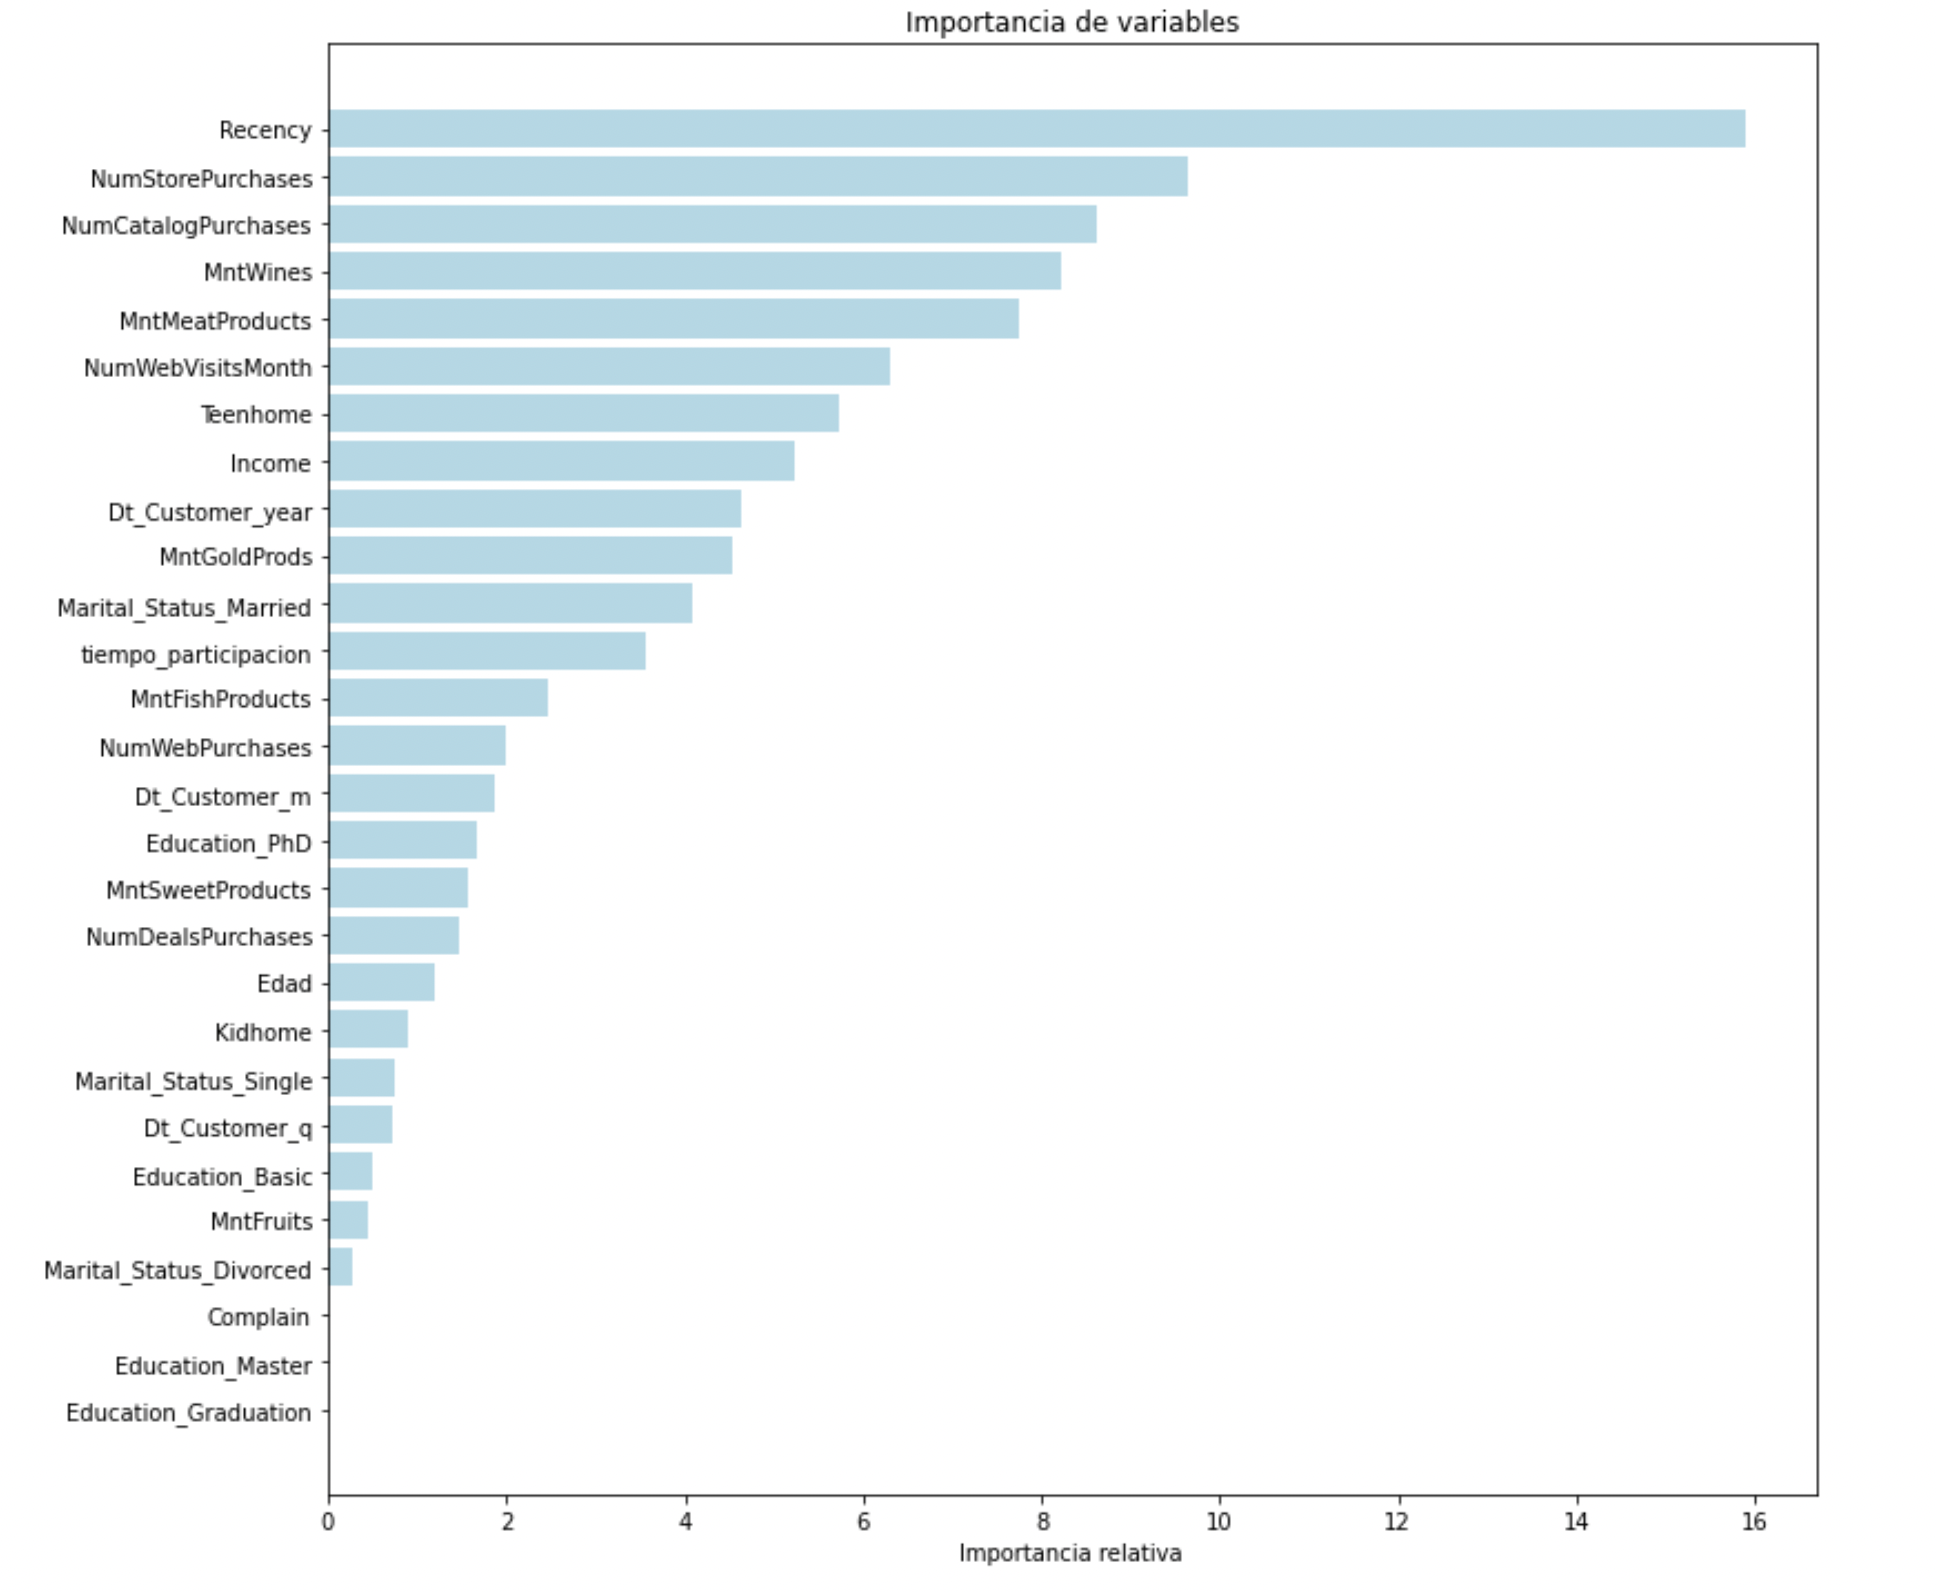 Importancia de variables
Recency
NumStorePurchases
NumCatalogPurchases
MntWines
MntMeatProducts
NumWebVisitsMonth
Teenhome
Income
Dt_Customer_year
MntGoldProds
Marital_Status_Married
tiempo_participacion
MntFishProducts
NumWebPurchases
Dt_Customer_m
Education_PhD
MntSweetProducts
NumDealsPurchases
Edad
Kidhome
Marital_Status_Single
Dt_Customer_q
Education_Basic
MntFruits
Marital_Status_Divorced
Complain
Education_Master
Education_Graduation
0 2 4 6 8 10 12 14 16
Importancia relativa